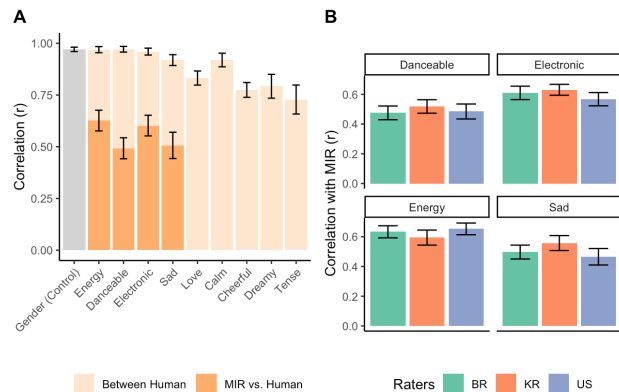 A
Correlation (r)
1.00
0.75
0.50
0.25
0.00
Gender (Control)
Energy
Danceable
Electronic
Sad
Love
Calm
Cheerful
Dreamy
Tense
Between Human MIR vs. Human
B
Correlation with MIR (r)
Danceable Electronic
0.6
0.4
0.2
0.0
Energy Sad
0.6
0.4
0.2
0.0
Raters BR KR US